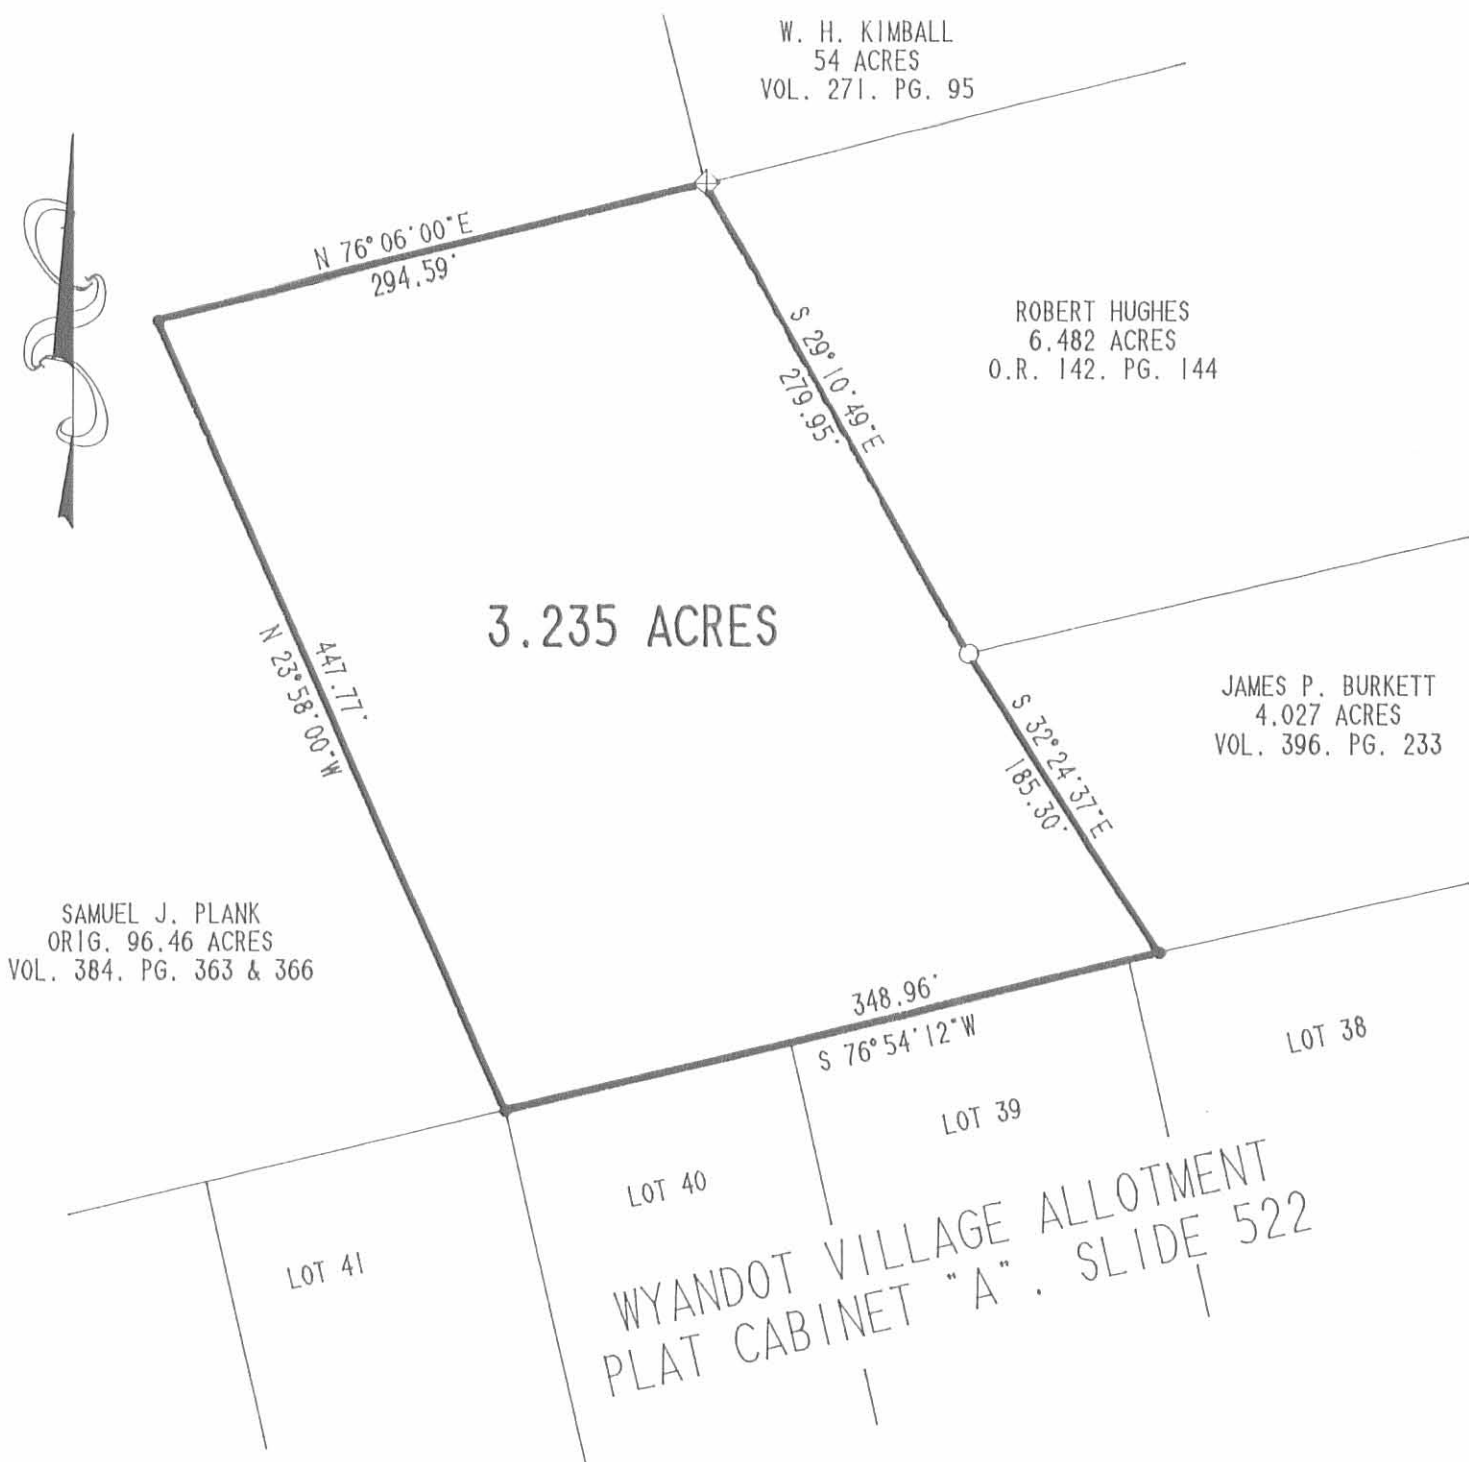 W. H. KIMBALL
54 ACRES
VOL. 271. PG. 95
N 76°06'00"E
294.59'
S 29°10'49"E
279.95'
ROBERT HUGHES
6.482 ACRES
O.R. 142. PG. 144
3.235 ACRES
447.77'
N 23°58'00"W
JAMES P. BURKETT
4.027 ACRES
VOL. 396. PG. 233
S 32°24'37"E
185.30'
SAMUEL J. PLANK
ORIG. 96.46 ACRES
VOL. 384. PG. 363 & 366
348.96'
S 76°54'12"W
LOT 38
LOT 39
LOT 40
LOT 41
WYANDOT VILLAGE ALLOTMENT
PLAT CABINET "A". SLIDE 522